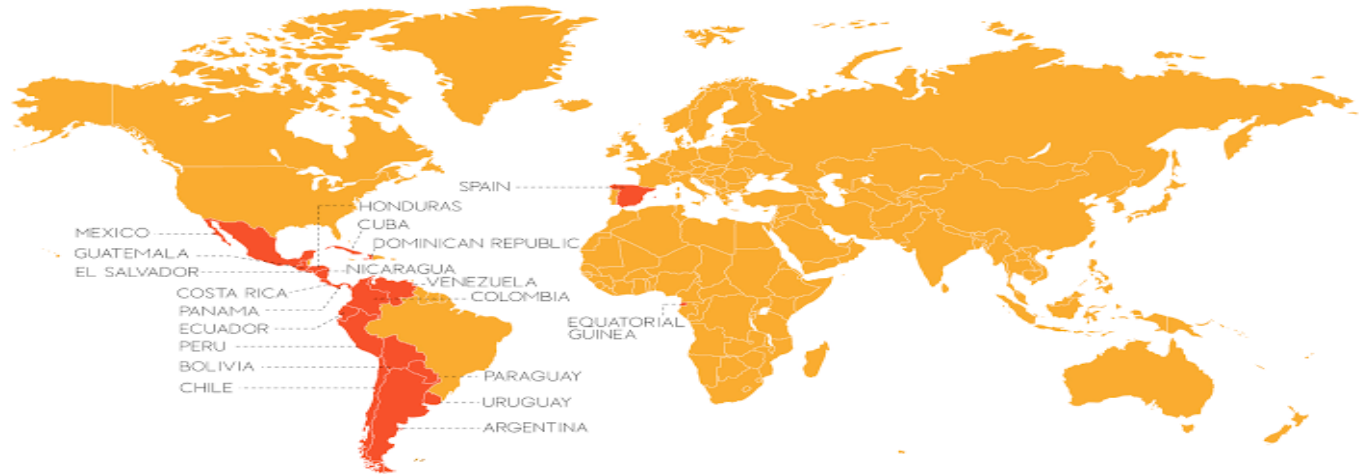 SPAIN
HONDURAS
CUBA
MEXICO
DOMINICAN REPUBLIC
GUATEMALA
EL SALVADOR
NICARAGUA
VENEZUELA
COSTA RICA
COLOMBIA
PANAMA
ECUADOR
EQUATORIAL
GUINEA
PERU
BOLIVIA
PARAGUAY
CHILE
URUGUAY
ARGENTINA